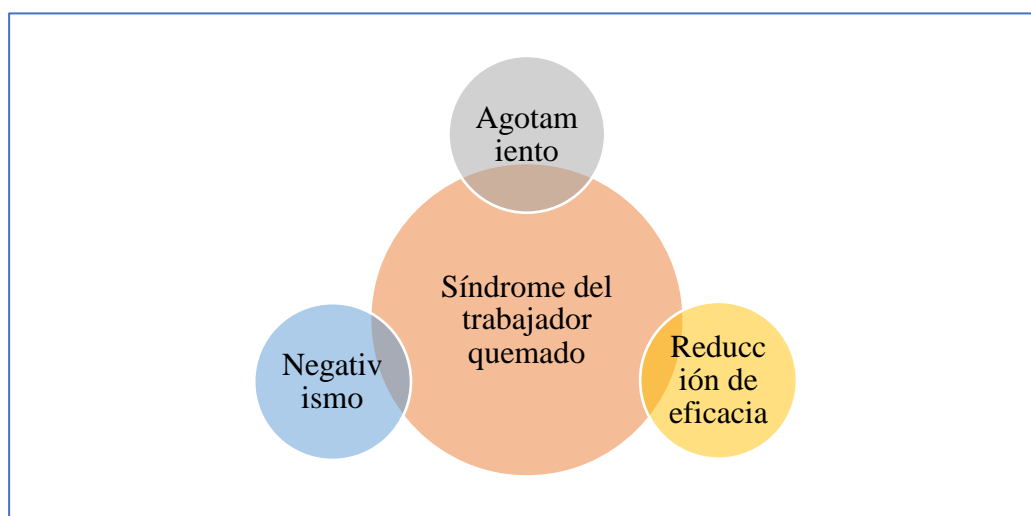 Agotam
iento
Síndrome del
trabajador
quemado
Negativ
ismo
Reducc
ión de
eficacia